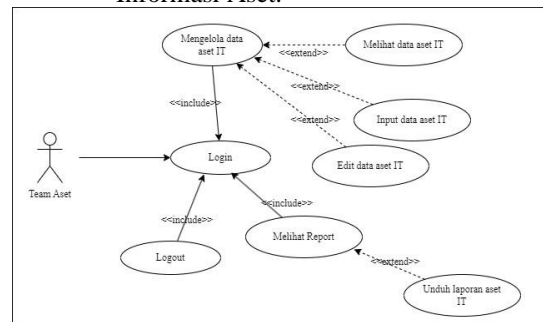 Informasi Aset.
Mengelola data
aset IT
<<extend>>
Melihat data aset IT
<<extend>>
<<include>>
<<extend>>
Input data aset IT
Team Aset
Login
Edit data aset IT
<<include>>
<<include>>
Logout
Melihat Report
<<extend>>
Unduh laporan aset
IT